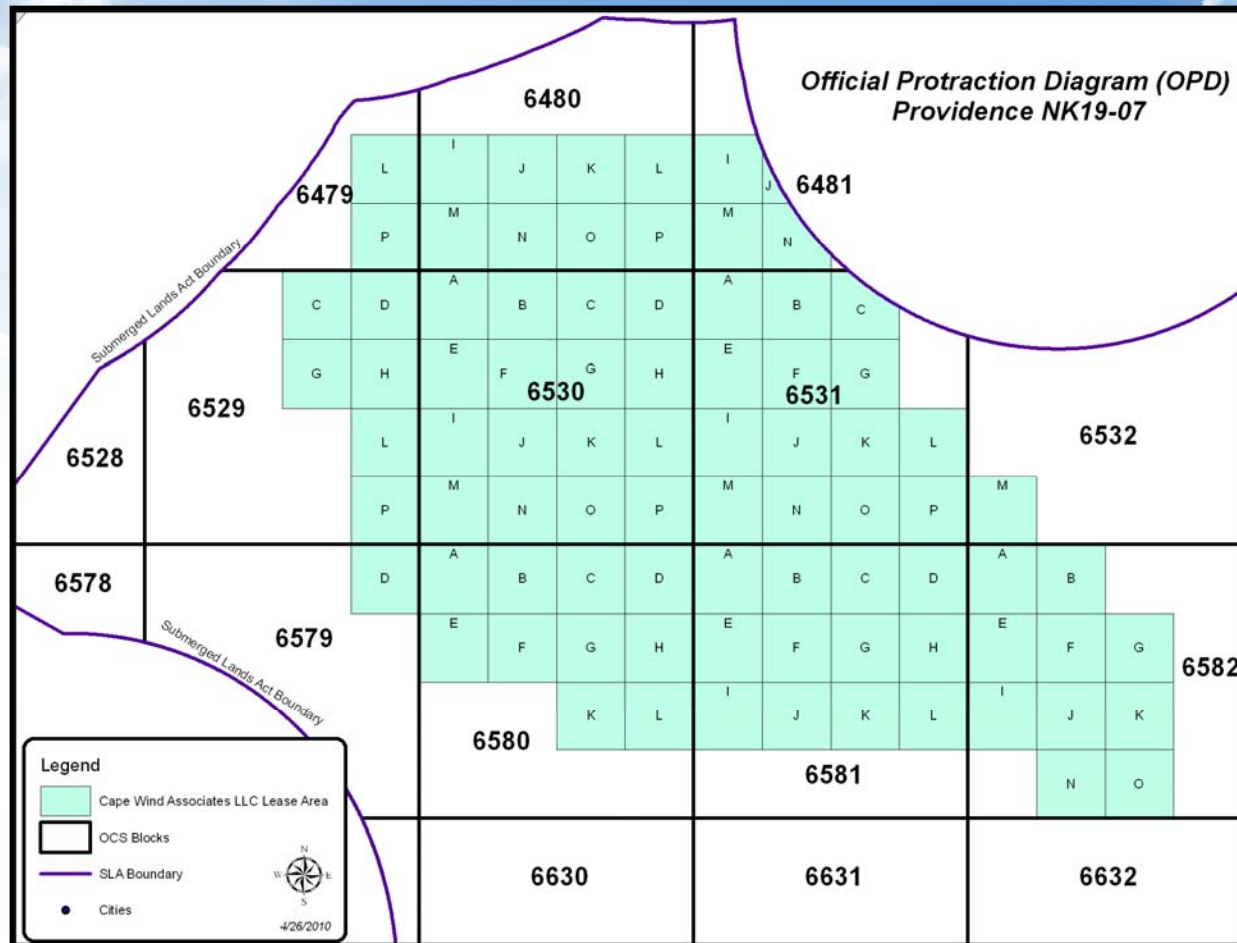 Official Protraction Diagram (OPD)
Providence NK19-07
6480
L I J K L I J 6481
6479
P M N O P M N
Submerged Lands Act Boundary
C D A B C D A B C
G H E F G H E F G
6529 6530 6531
L I J K L I J K L 6532
6528
P M N O P M N O P M
6578 D A B C D A B C D A B
6579 E F G H E F G H E F G
Submerged Lands Act Boundary
6582
K L I J K L I J K
6580 6581
N O
Legend
Cape Wind Associates LLC Lease Area
OCS Blocks
SLA Boundary
Cities
N
W E
S
4/26/2010
6630 6631 6632